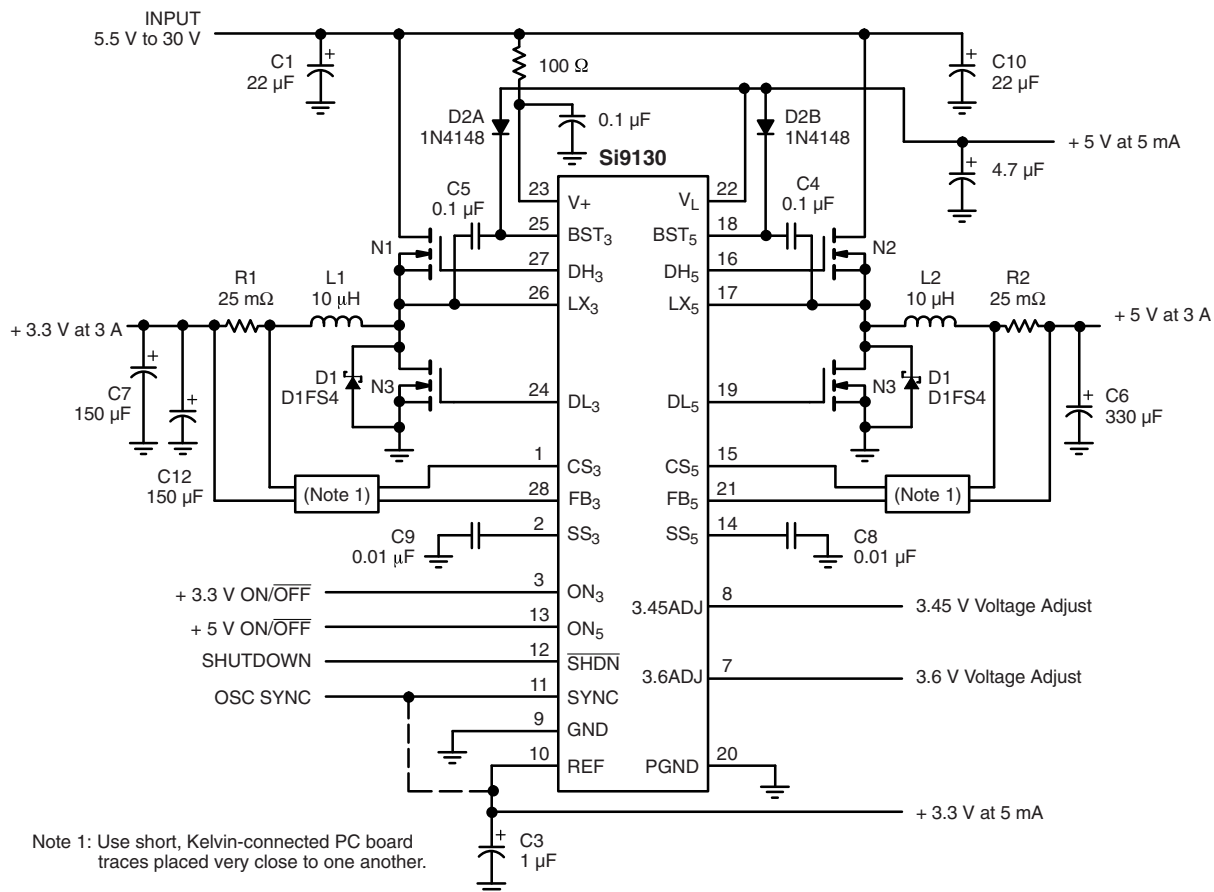 INPUT
5.5 V to 30 V
C1
22 µF
+
100 Ω
+
C10
22 µF
D2A
1N4148
0.1 µF
D2B
1N4148
+ 5 V at 5 mA
+
4.7 µF
Si9130
C5
0.1 µF
23
V+
VL
22
C4
0.1 µF
25
BST3
BST5
18
N1
27
DH3
DH5
16
N2
26
LX3
LX5
17
R1
25 mΩ
L1
10 µH
L2
10 µH
R2
25 mΩ
+ 3.3 V at 3 A
+ 5 V at 3 A
+
C7
150 µF
+
C12
150 µF
D1
D1FS4
N3
24
DL3
DL5
19
N3
D1
D1FS4
+
C6
330 µF
1
CS3
CS5
15
(Note 1)
28
FB3
FB5
21
(Note 1)
C9
0.01 µF
2
SS3
SS5
14
C8
0.01 µF
+ 3.3 V ON/OFF
3
ON3
3.45ADJ
8
3.45 V Voltage Adjust
+ 5 V ON/OFF
13
ON5
SHUTDOWN
12
SHDN
3.6ADJ
7
3.6 V Voltage Adjust
OSC SYNC
11
SYNC
9
GND
10
REF
PGND
20
+ 3.3 V at 5 mA
+
C3
1 µF
Note 1: Use short, Kelvin-connected PC board
traces placed very close to one another.